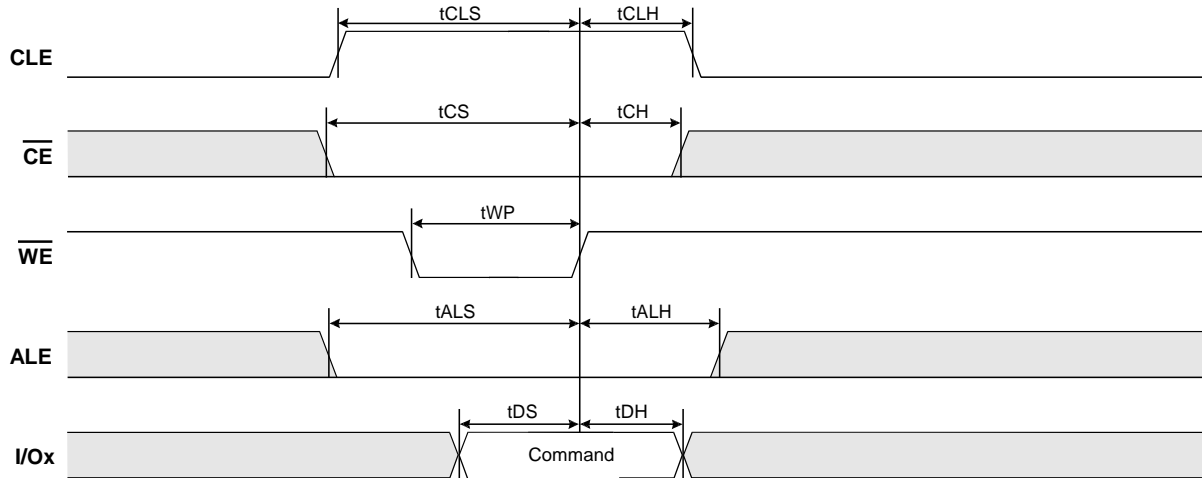 tCLS tCLH
CLE
tCS tCH
CE
tWP
WE
tALS tALH
ALE
tDS tDH
I/Ox Command